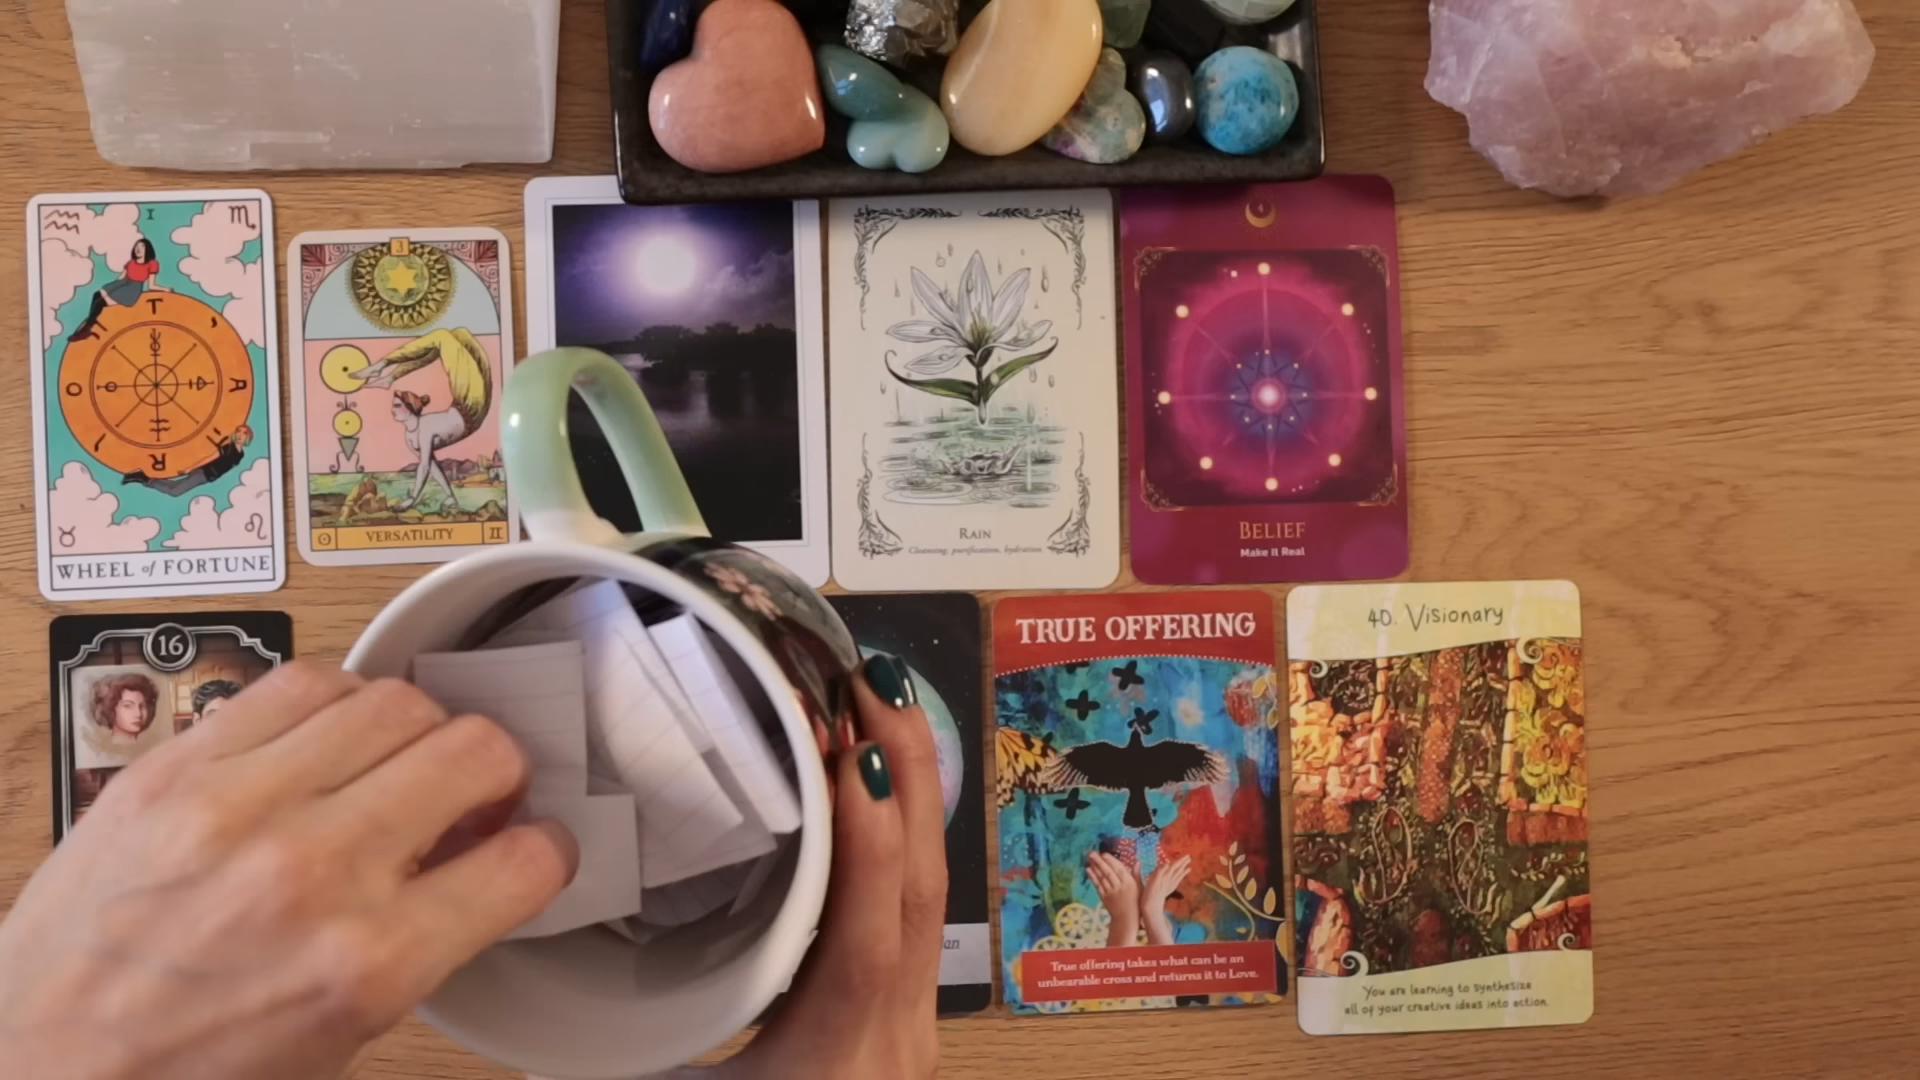 I
T
A
R
O
WHEEL of FORTUNE
3
VERSATILITY
RAIN
Cleansing, purification, hydration
4
BELIEF
Make It Real
16
TRUE OFFERING
True offering takes what can be an
unbearable cross and returns it to Love.
40. Visionary
You are learning to synthesize
all of your creative ideas into action.